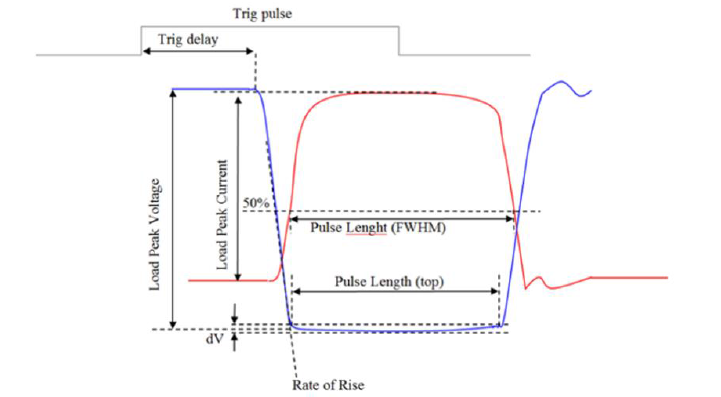 Trig pulse
Trig delay
Load Peak Voltage
Load Peak Current
50%
Pulse Lenght (FWHM)
Pulse Length (top)
dV
Rate of Rise